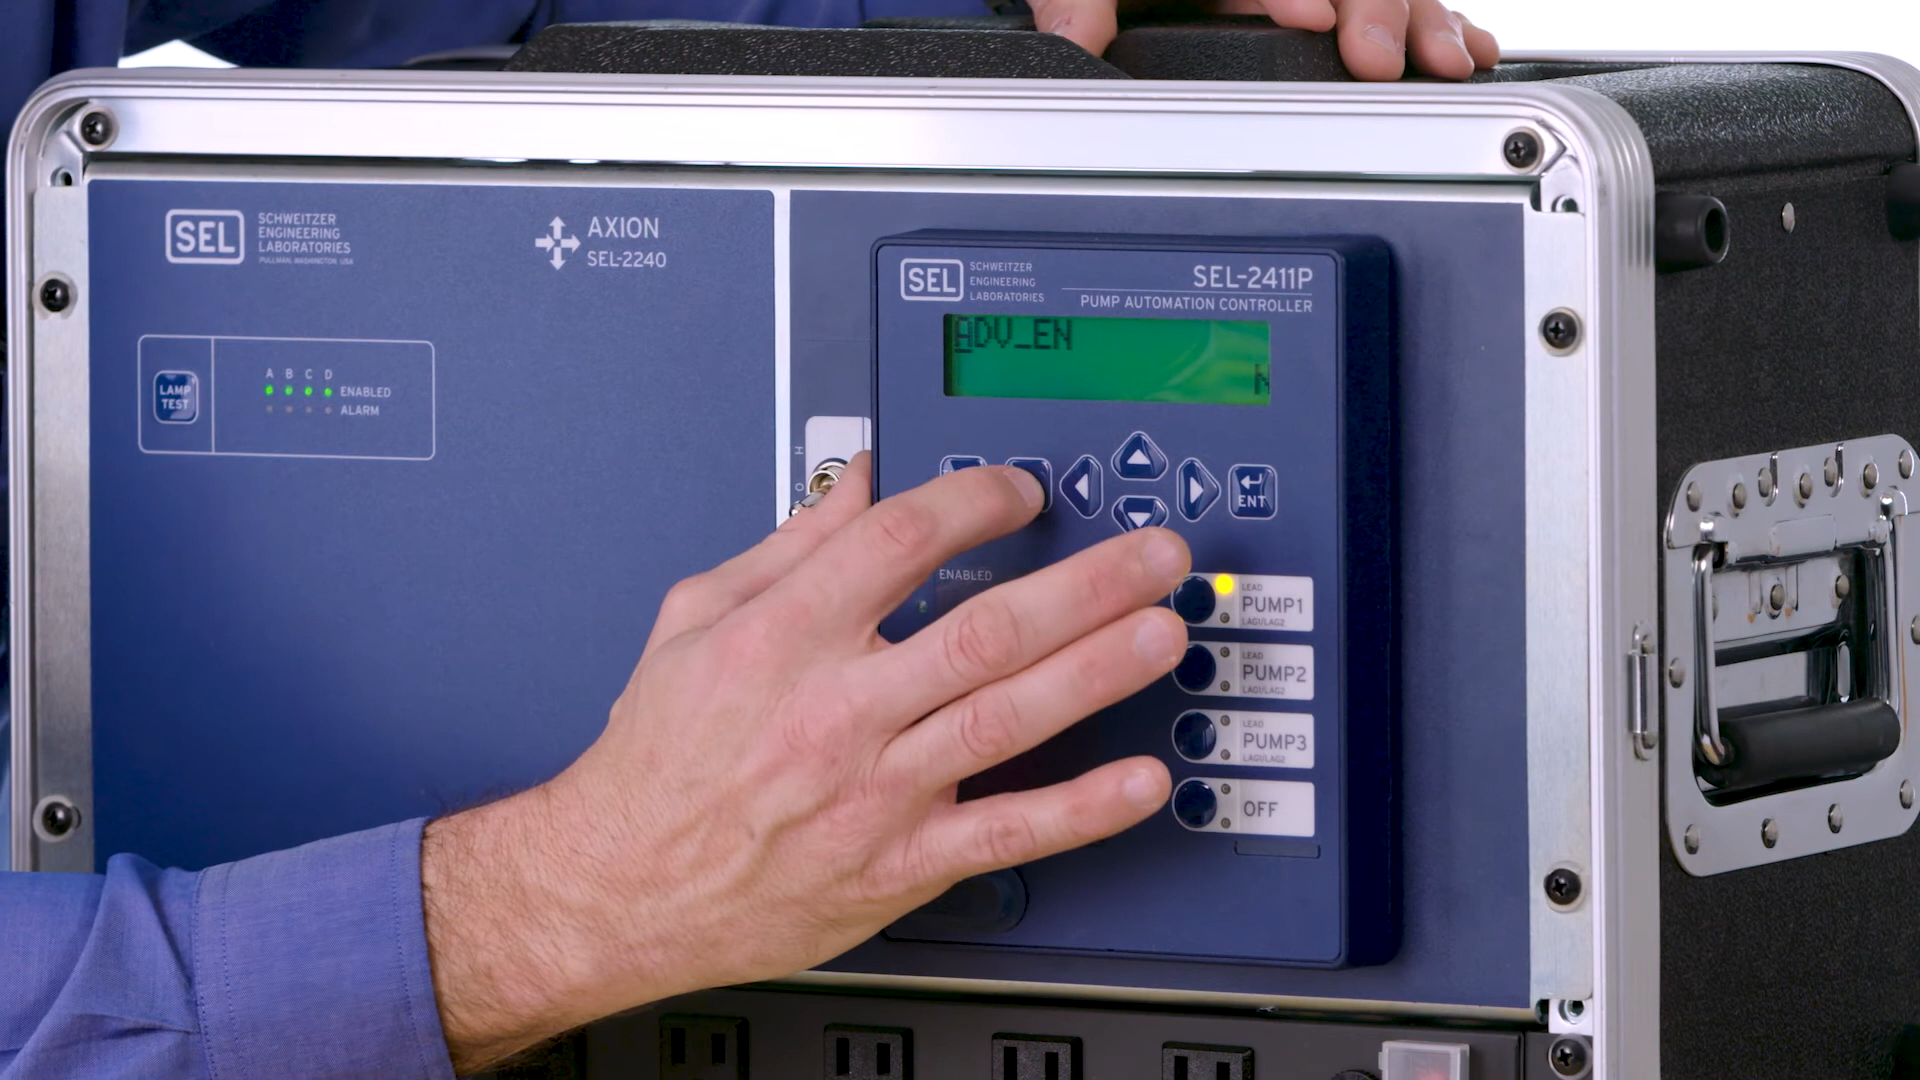 SEL
SCHWEITZER
ENGINEERING
LABORATORIES
PULLMAN, WASHINGTON USA
AXION
SEL-2240
LAMP
TEST
A B C D
ENABLED
ALARM
SEL
SCHWEITZER
ENGINEERING
LABORATORIES
SEL-2411P
PUMP AUTOMATION CONTROLLER
ADV_EN
N
ENT
ENABLED
LEAD
PUMP1
LAG1/LAG2
LEAD
PUMP2
LAG1/LAG2
LEAD
PUMP3
LAG1/LAG2
OFF